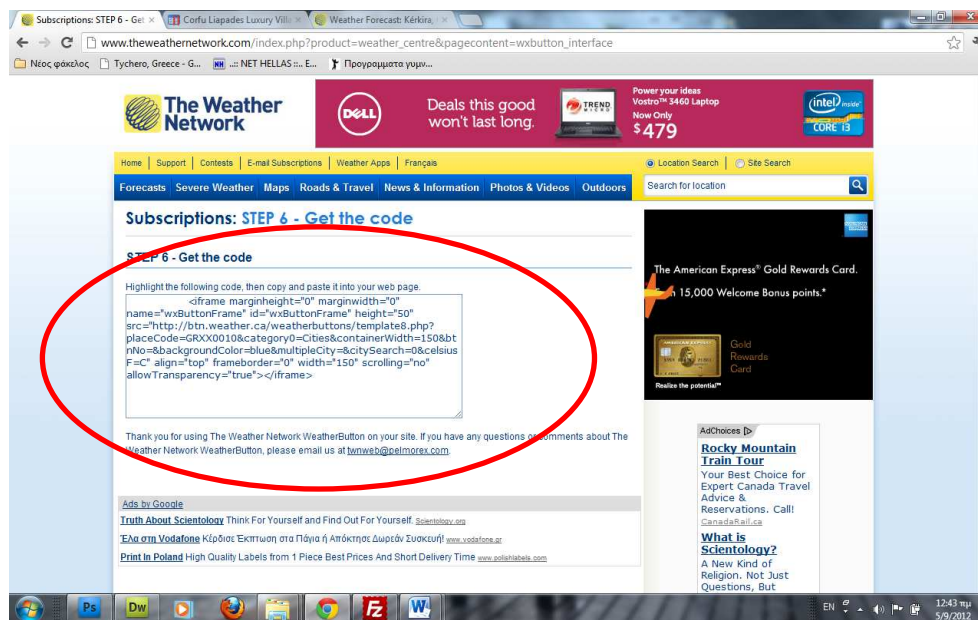 Subscriptions: STEP 6 - Get
Corfu Liapades Luxury Villa
Weather Forecast: Kérkira,
www.theweathernetwork.com/index.php?product=weather_centre&pagecontent=wxbutton_interface
Νέος φάκελος Tychero, Greece - G... ..:: NET HELLAS ::.. E... Προγραμματα γυμν...
The Weather
Network
DELL
Deals this good
won't last long.
TREND
MICRO
Power your ideas
Vostro™ 3460 Laptop
Now Only
$479
intel inside
CORE i3
Home | Support | Contests | E-mail Subscriptions | Weather Apps | Français
Location Search | Site Search
Forecasts Severe Weather Maps Roads & Travel News & Information Photos & Videos Outdoors
Search for location
Subscriptions: STEP 6 - Get the code
STEP 6 - Get the code
Highlight the following code, then copy and paste it into your web page.
<iframe marginheight="0" marginwidth="0"
name="wxButtonFrame" id="wxButtonFrame" height="50"
src="http://btn.weather.ca/weatherbuttons/template8.php?
placeCode=GRXX0010&category0=Cities&containerWidth=150&bt
nNo=&backgroundColor=blue&multipleCity=&citySearch=0&celsius
F=C" align="top" frameborder="0" width="150" scrolling="no"
allowTransparency="true"></iframe>
Thank you for using The Weather Network WeatherButton on your site. If you have any questions or comments about The
Weather Network WeatherButton, please email us at twnweb@pelmorex.com.
Ads by Google
Truth About Scientology Think For Yourself and Find Out For Yourself. Scientology.org
Έλα στη Vodafone Κέρδισε Έκπτωση στα Πάγια ή Απόκτησε Δωρεάν Συσκευή! www.vodafone.gr
Print In Poland High Quality Labels from 1 Piece Best Prices And Short Delivery Time www.polishlabels.com
The American Express® Gold Rewards Card.
15,000 Welcome Bonus points.*
AMERICAN EXPRESS
Gold
Rewards
Card
Realize the potential™
AdChoices
Rocky Mountain
Train Tour
Your Best Choice for
Expert Canada Travel
Advice &
Reservations. Call!
CanadaRail.ca
What is
Scientology?
A New Kind of
Religion. Not Just
Questions, But
Ps Dw Fz W
EN
12:43 πμ
5/9/2012